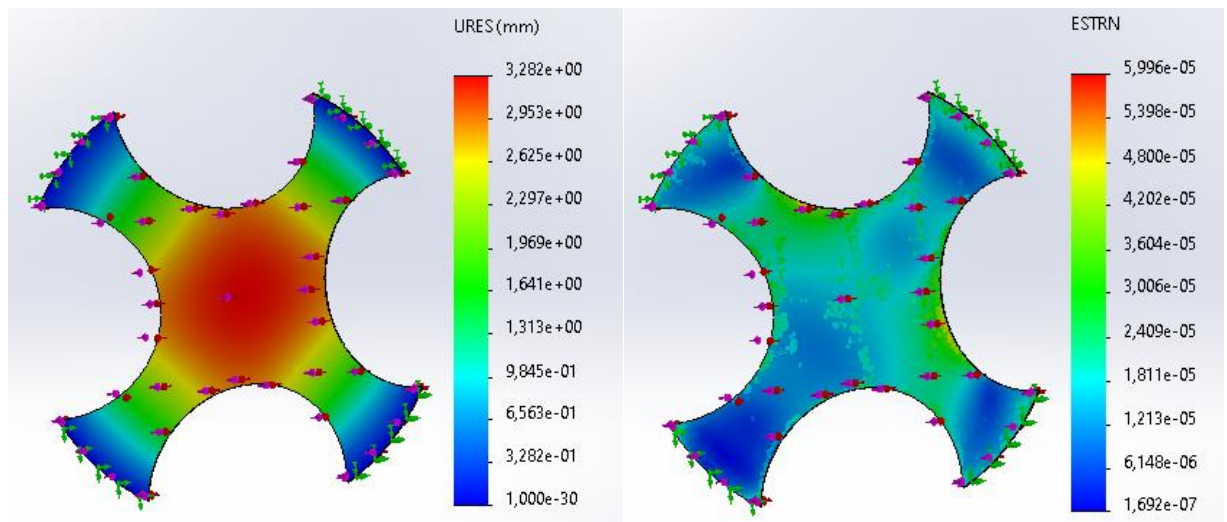 URES (mm)
3,282e+00
2,953e+00
2,625e+00
2,297e+00
1,969e+00
1,641e+00
1,313e+00
9,845e-01
6,563e-01
3,282e-01
1,000e-30
ESTRN
5,996e-05
5,398e-05
4,800e-05
4,202e-05
3,604e-05
3,006e-05
2,409e-05
1,811e-05
1,213e-05
6,148e-06
1,692e-07